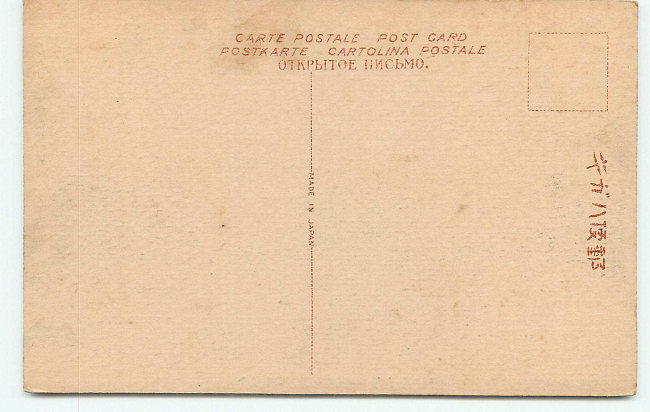 CARTE POSTALE POST CARD
POSTKARTE CARTOLINA POSTALE
ОТКРЫТОЕ ПИСЬМО.
MADE IN JAPAN
キガハ便郵